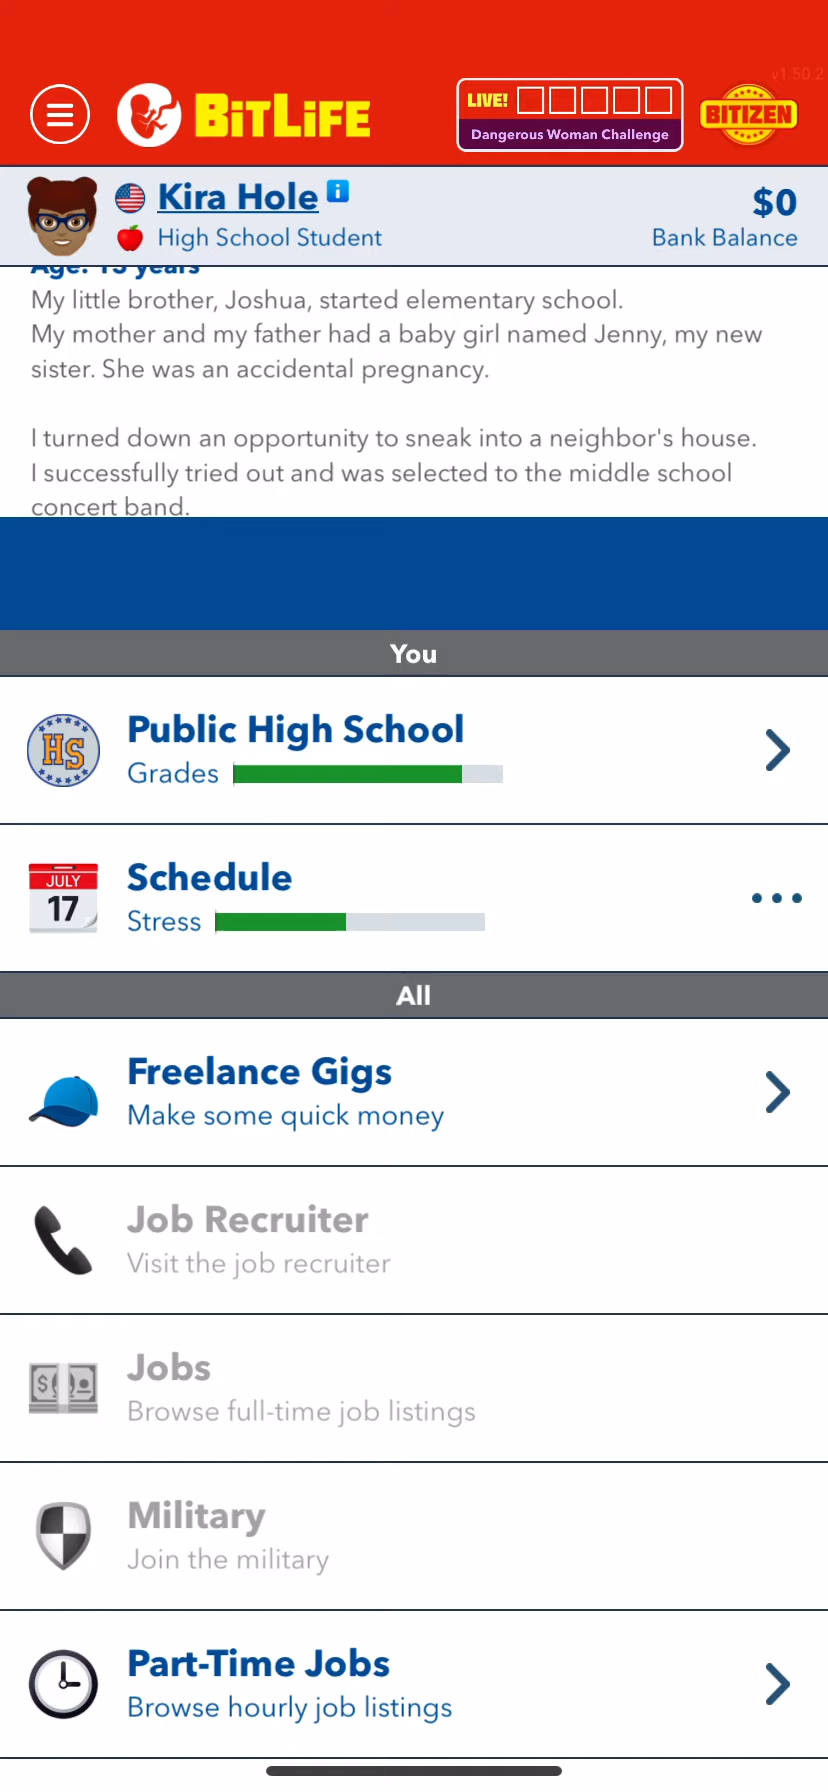 v1.50.2
BITLIFE
LIVE!
Dangerous Woman Challenge
BITIZEN
Kira Hole i
$0
High School Student
Bank Balance
Age: 13 years
My little brother, Joshua, started elementary school.
My mother and my father had a baby girl named Jenny, my new
sister. She was an accidental pregnancy.
I turned down an opportunity to sneak into a neighbor's house.
I successfully tried out and was selected to the middle school
concert band.
You
HS
Public High School
Grades
JULY
17
Schedule
Stress
All
Freelance Gigs
Make some quick money
Job Recruiter
Visit the job recruiter
$
Jobs
Browse full-time job listings
Military
Join the military
Part-Time Jobs
Browse hourly job listings